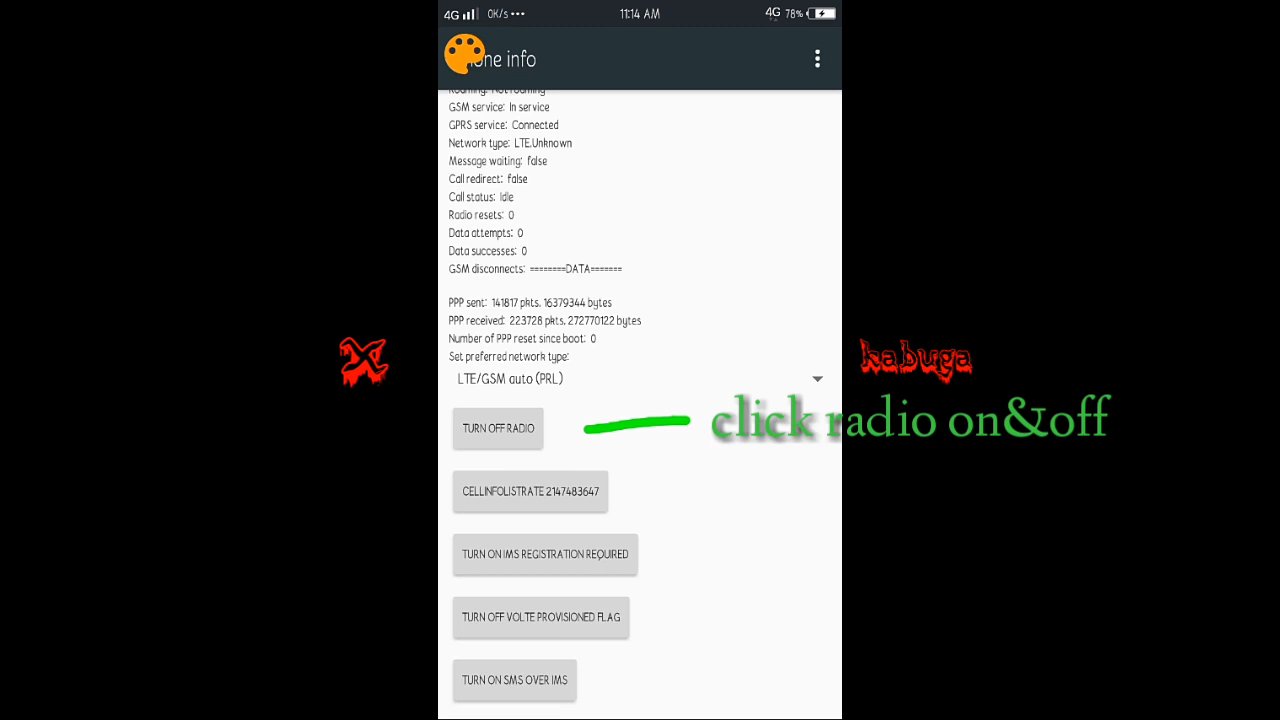 4G 0K/s ••• 11:14 AM 4G 78%
one info
Roaming: Not roaming
GSM service: In service
GPRS service: Connected
Network type: LTE,Unknown
Message waiting: false
Call redirect: false
Call status: Idle
Radio resets: 0
Data attempts: 0
Data successes: 0
GSM disconnects: ========DATA=======
PPP sent: 141817 pkts, 16379344 bytes
PPP received: 223728 pkts, 272770122 bytes
Number of PPP reset since boot: 0
Set preferred network type:
X
kabuga
LTE/GSM auto (PRL)
TURN OFF RADIO
click radio on&off
CELLINFOLISTRATE 2147483647
TURN ON IMS REGISTRATION REQUIRED
TURN OFF VOLTE PROVISIONED FLAG
TURN ON SMS OVER IMS